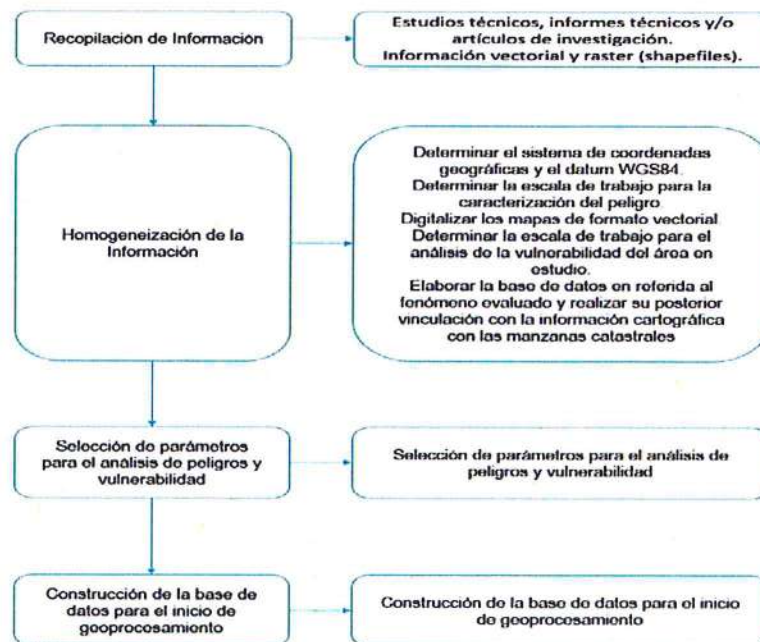 Recopilación de Información
Estudios técnicos, informes técnicos y/o
artículos de investigación.
Información vectorial y raster (shapefiles).
Homogeneización de la
Información
Determinar el sistema de coordenadas
geográficas y el datum WGS84.
Determinar la escala de trabajo para la
caracterización del peligro
Digitalizar los mapas de formato vectorial
Determinar la escala de trabajo para el
análisis de la vulnerabilidad del área en
estudio.
Elaborar la base de datos en referida al
fenómeno evaluado y realizar su posterior
vinculación con la información cartográfica
con las manzanas catastrales
Selección de parámetros
para el análisis de peligros y
vulnerabilidad
Selección de parámetros para el análisis de
peligros y vulnerabilidad
Construcción de la base de
datos para el inicio de
geoprocesamiento
Construcción de la base de datos para el inicio
de geoprocesamiento